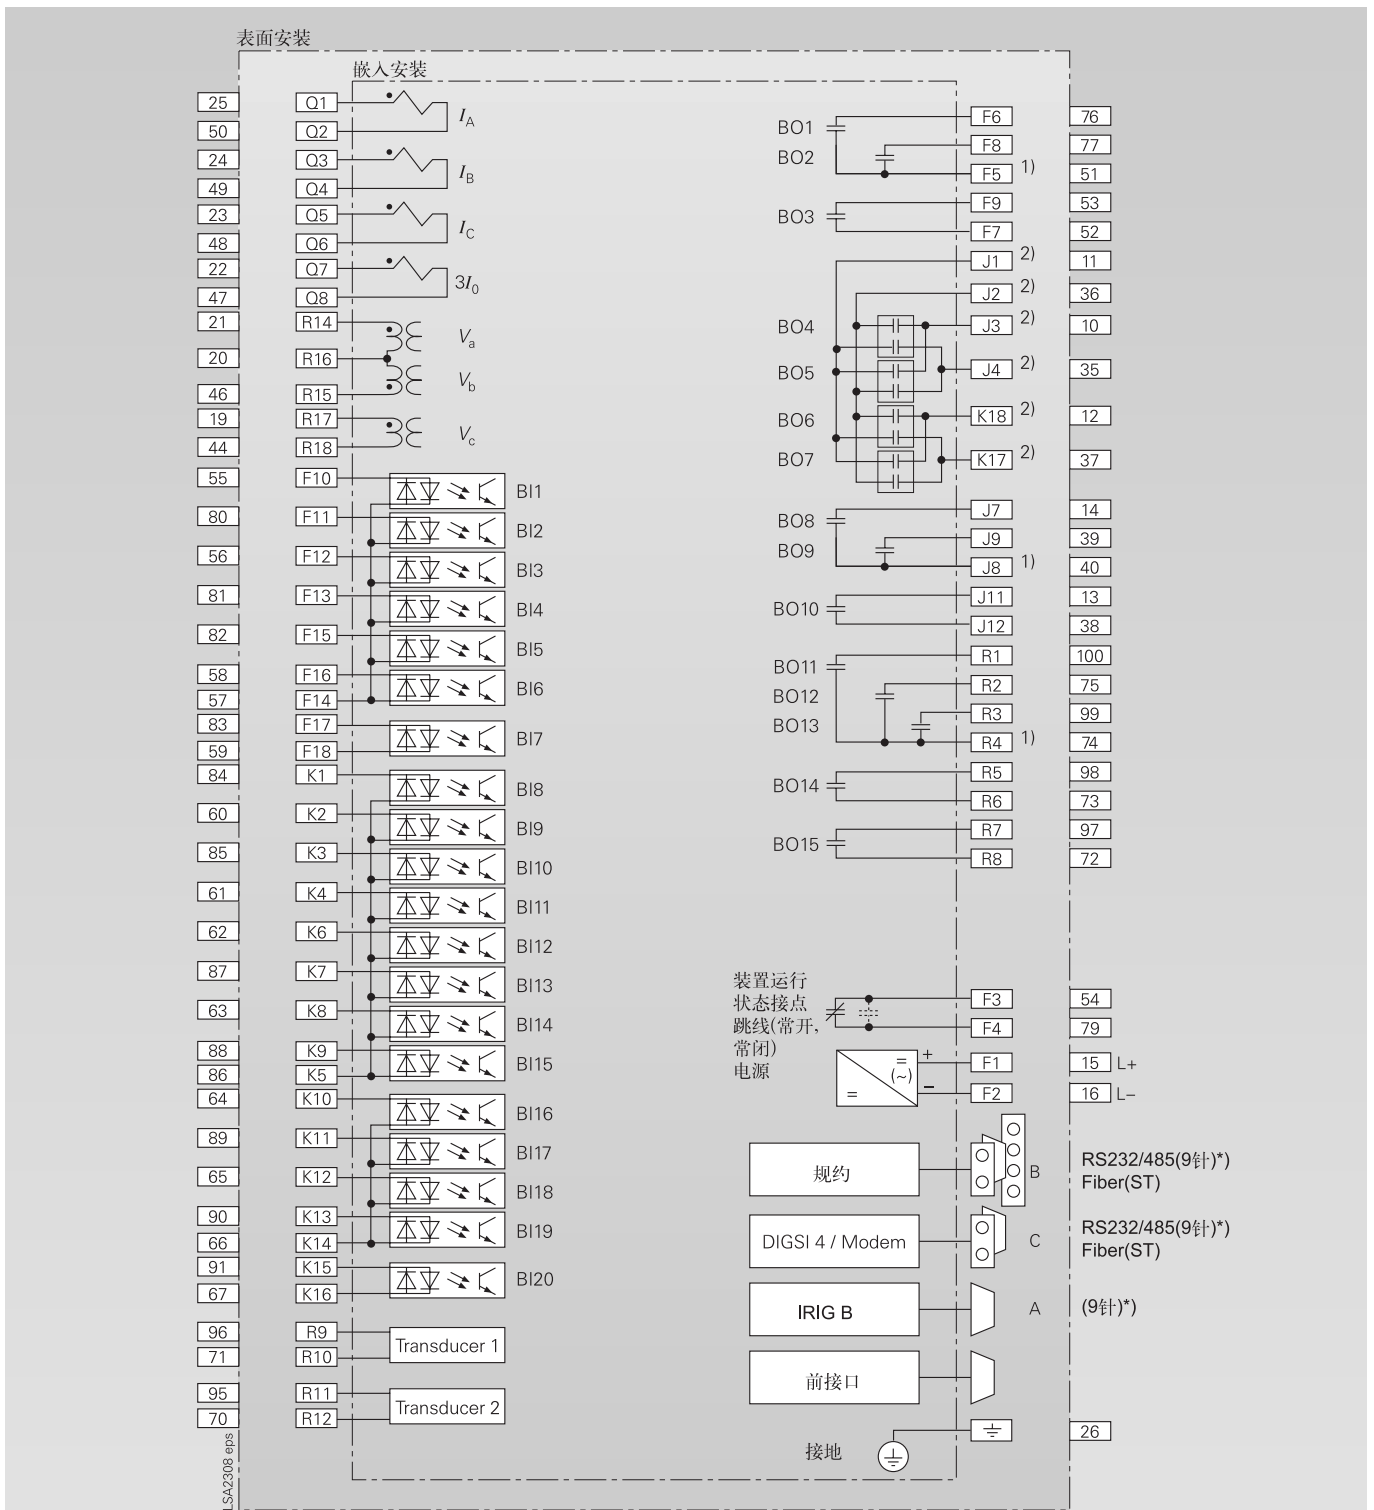 表面安装
嵌入安装
25 Q1
50 Q2
I_A
24 Q3
49 Q4
I_B
23 Q5
48 Q6
I_C
22 Q7
47 Q8
3I_0
21 R14
V_a
20 R16
V_b
46 R15
19 R17
V_c
44 R18
55 F10 BI1
80 F11 BI2
56 F12 BI3
81 F13 BI4
82 F15 BI5
58 F16 BI6
57 F14
83 F17 BI7
59 F18
84 K1 BI8
60 K2 BI9
85 K3 BI10
61 K4 BI11
62 K6 BI12
87 K7 BI13
63 K8 BI14
88 K9 BI15
86 K5
64 K10 BI16
89 K11 BI17
65 K12 BI18
90 K13 BI19
66 K14
91 K15 BI20
67 K16
96 R9
Transducer 1
71 R10
95 R11
Transducer 2
70 R12
LSA2308 eps
BO1 F6 76
BO2 F8 77
F5 1) 51
BO3 F9 53
F7 52
J1 2) 11
J2 2) 36
BO4 J3 2) 10
BO5 J4 2) 35
BO6 K18 2) 12
BO7 K17 2) 37
BO8 J7 14
BO9 J9 39
J8 1) 40
BO10 J11 13
J12 38
BO11 R1 100
BO12 R2 75
BO13 R3 99
R4 1) 74
BO14 R5 98
R6 73
BO15 R7 97
R8 72
装置运行
状态接点
跳线(常开,
常闭)
电源
F3 54
F4 79
= (~) + F1 15 L+
= − F2 16 L−
规约 B RS232/485(9针)*)
Fiber(ST)
DIGSI 4 / Modem C RS232/485(9针)*)
Fiber(ST)
IRIG B A (9针)*)
前接口
接地 26